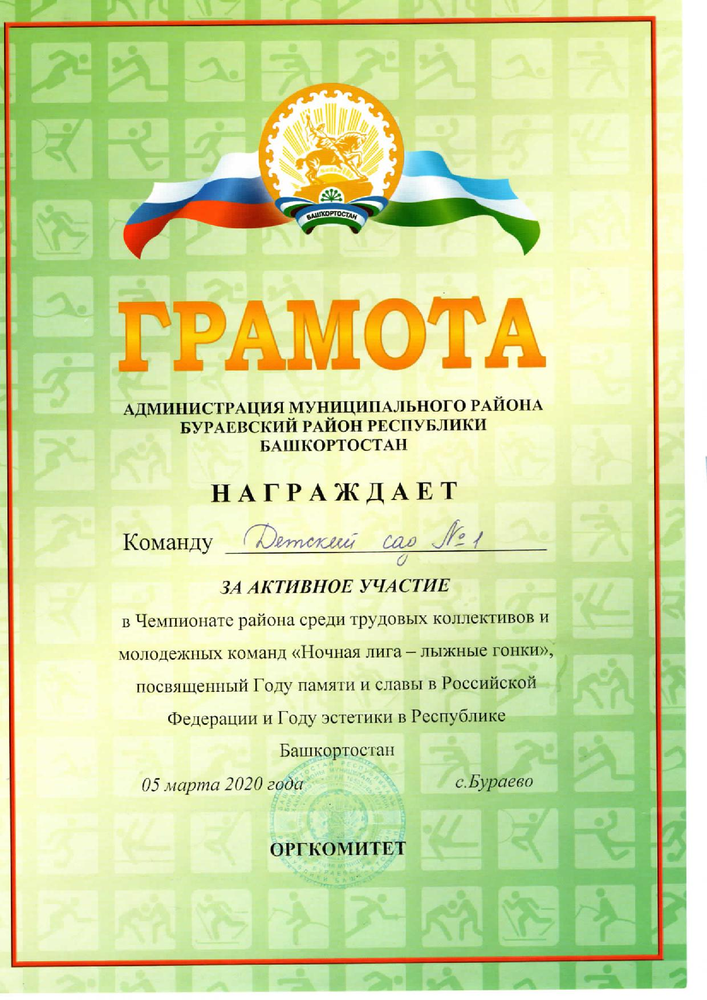 БАШКОРТОСТАН
ГРАМОТА
АДМИНИСТРАЦИЯ МУНИЦИПАЛЬНОГО РАЙОНА
БУРАЕВСКИЙ РАЙОН РЕСПУБЛИКИ
БАШКОРТОСТАН
НАГРАЖДАЕТ
Команду Детский сад №1
ЗА АКТИВНОЕ УЧАСТИЕ
в Чемпионате района среди трудовых коллективов и
молодежных команд «Ночная лига – лыжные гонки»,
посвященный Году памяти и славы в Российской
Федерации и Году эстетики в Республике
Башкортостан
05 марта 2020 года с.Бураево
ОРГКОМИТЕТ